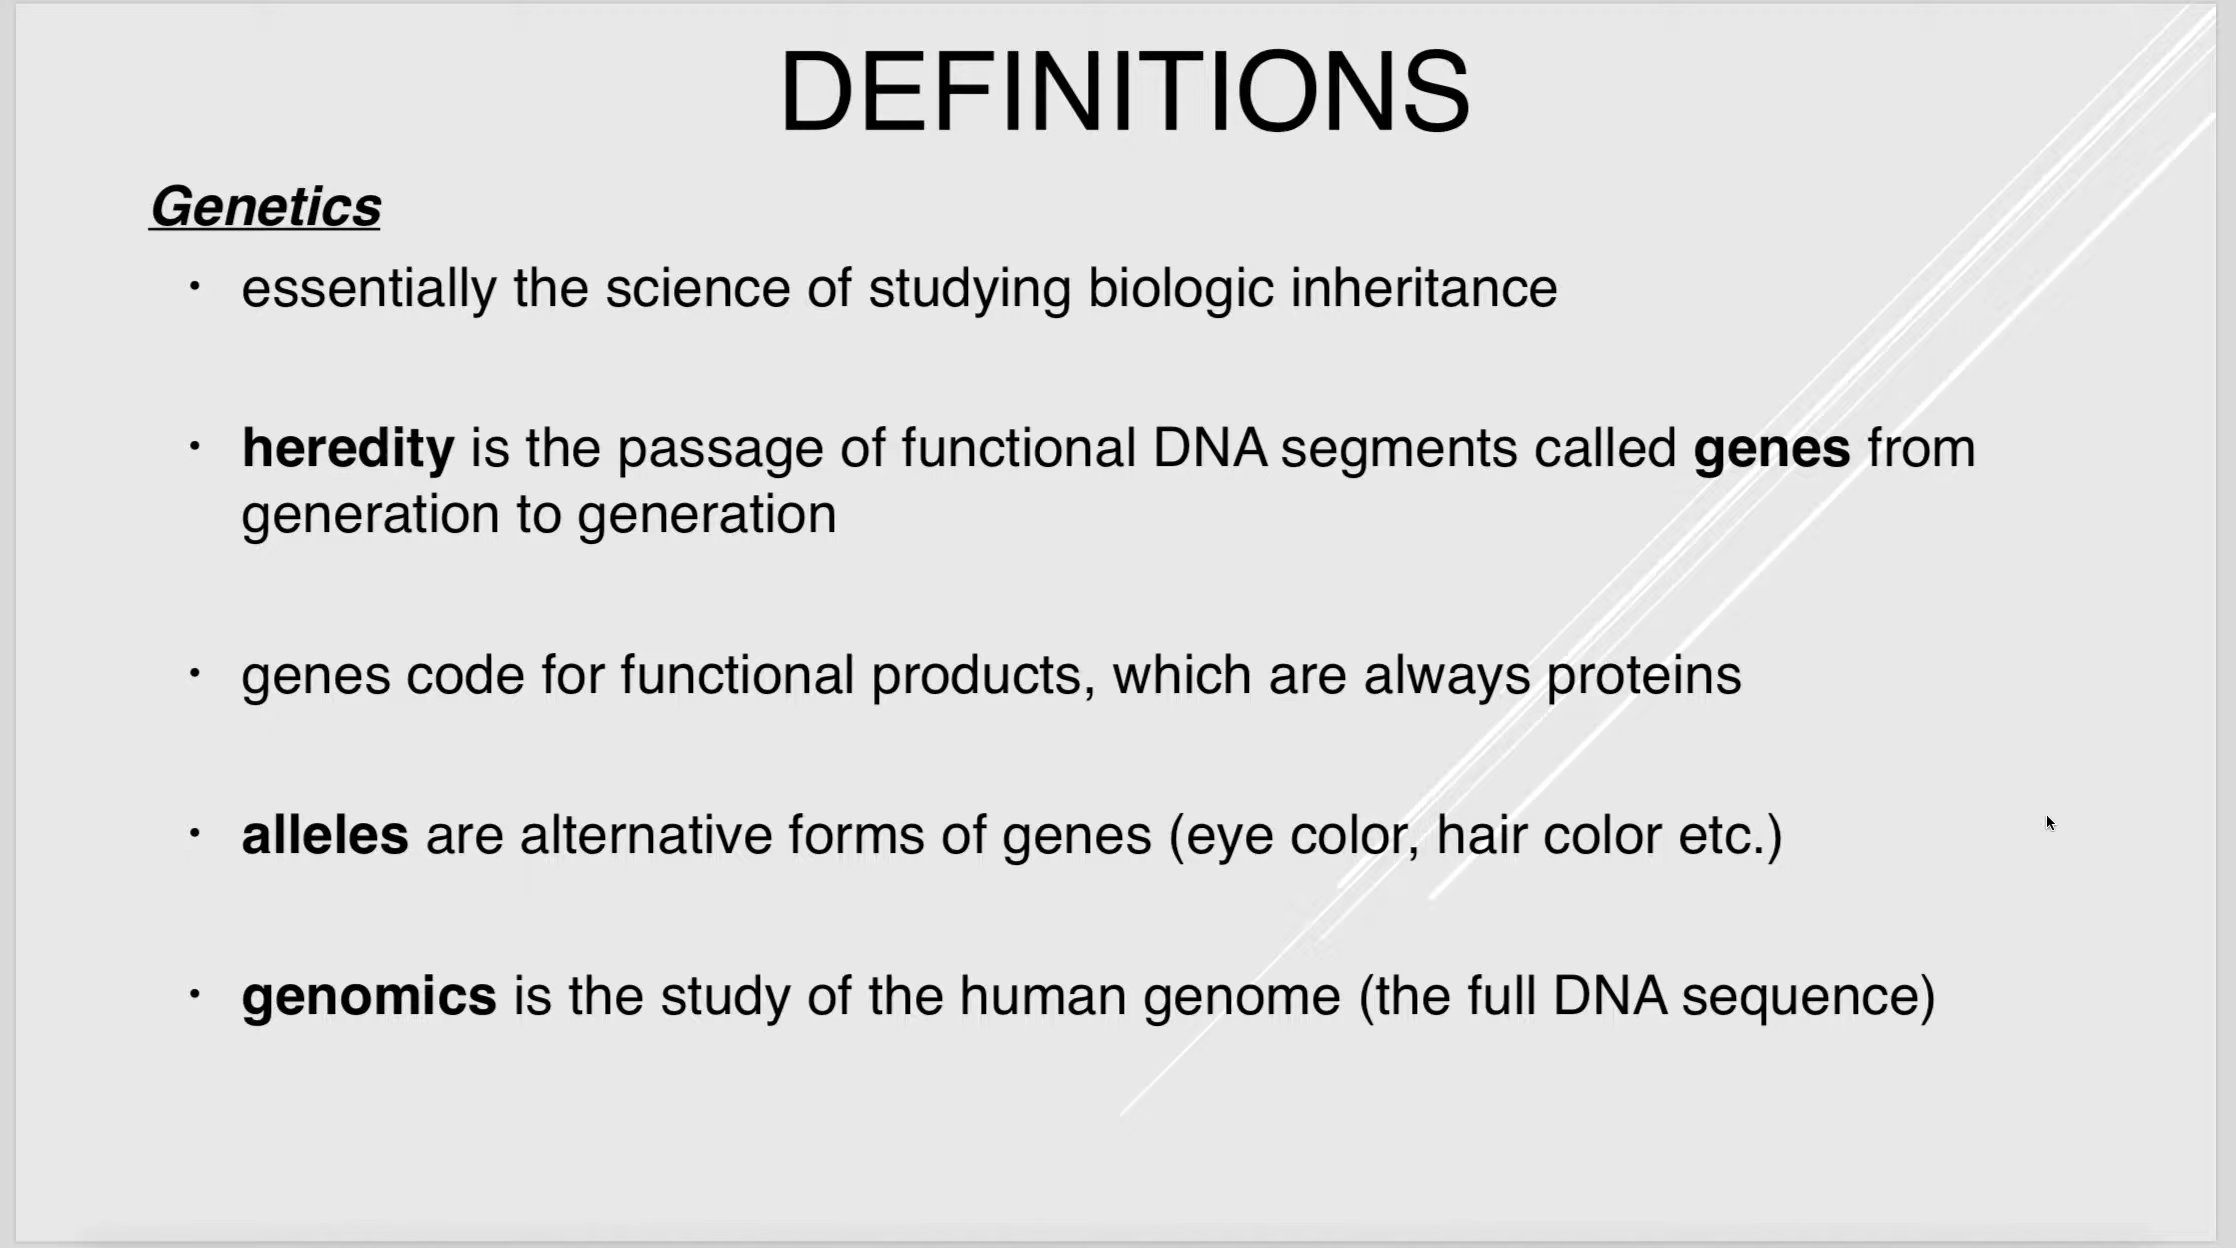 DEFINITIONS
Genetics
• essentially the science of studying biologic inheritance
• heredity is the passage of functional DNA segments called genes from
generation to generation
• genes code for functional products, which are always proteins
• alleles are alternative forms of genes (eye color, hair color etc.)
• genomics is the study of the human genome (the full DNA sequence)